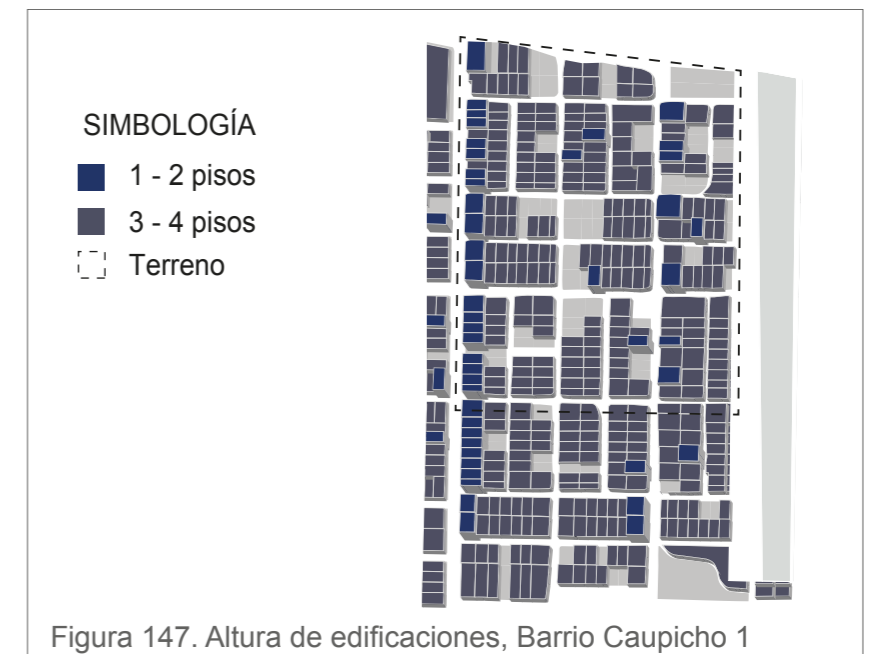 SIMBOLOGÍA
1 - 2 pisos
3 - 4 pisos
Terreno
Figura 147. Altura de edificaciones, Barrio Caupicho 1